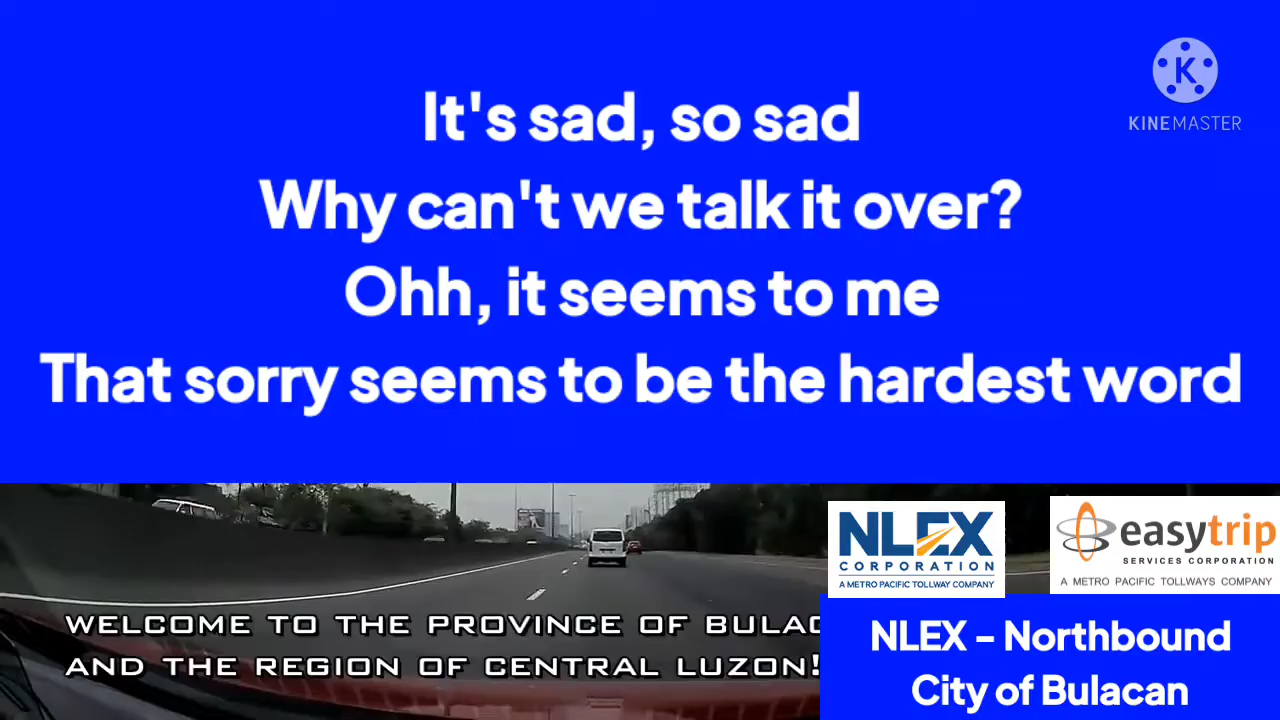 It's sad, so sad
Why can't we talk it over?
Ohh, it seems to me
That sorry seems to be the hardest word
K
KINEMASTER
WELCOME TO THE PROVINCE OF BULAC
AND THE REGION OF CENTRAL LUZON!
NLEX
CORPORATION
A METRO PACIFIC TOLLWAY COMPANY
easytrip
SERVICES CORPORATION
A METRO PACIFIC TOLLWAYS COMPANY
NLEX – Northbound
City of Bulacan